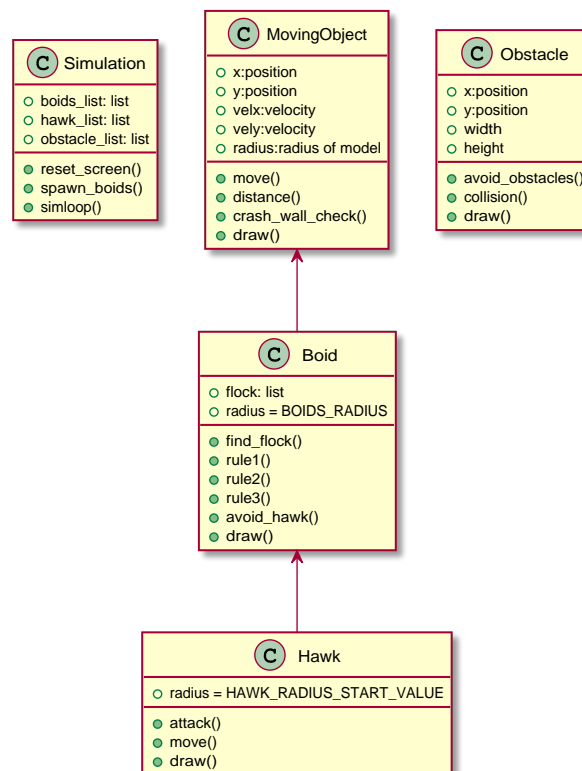 C Simulation
boids_list: list
hawk_list: list
obstacle_list: list
reset_screen()
spawn_boids()
simloop()
C MovingObject
x:position
y:position
velx:velocity
vely:velocity
radius:radius of model
move()
distance()
crash_wall_check()
draw()
C Obstacle
x:position
y:position
width
height
avoid_obstacles()
collision()
draw()
C Boid
flock: list
radius = BOIDS_RADIUS
find_flock()
rule1()
rule2()
rule3()
avoid_hawk()
draw()
C Hawk
radius = HAWK_RADIUS_START_VALUE
attack()
move()
draw()